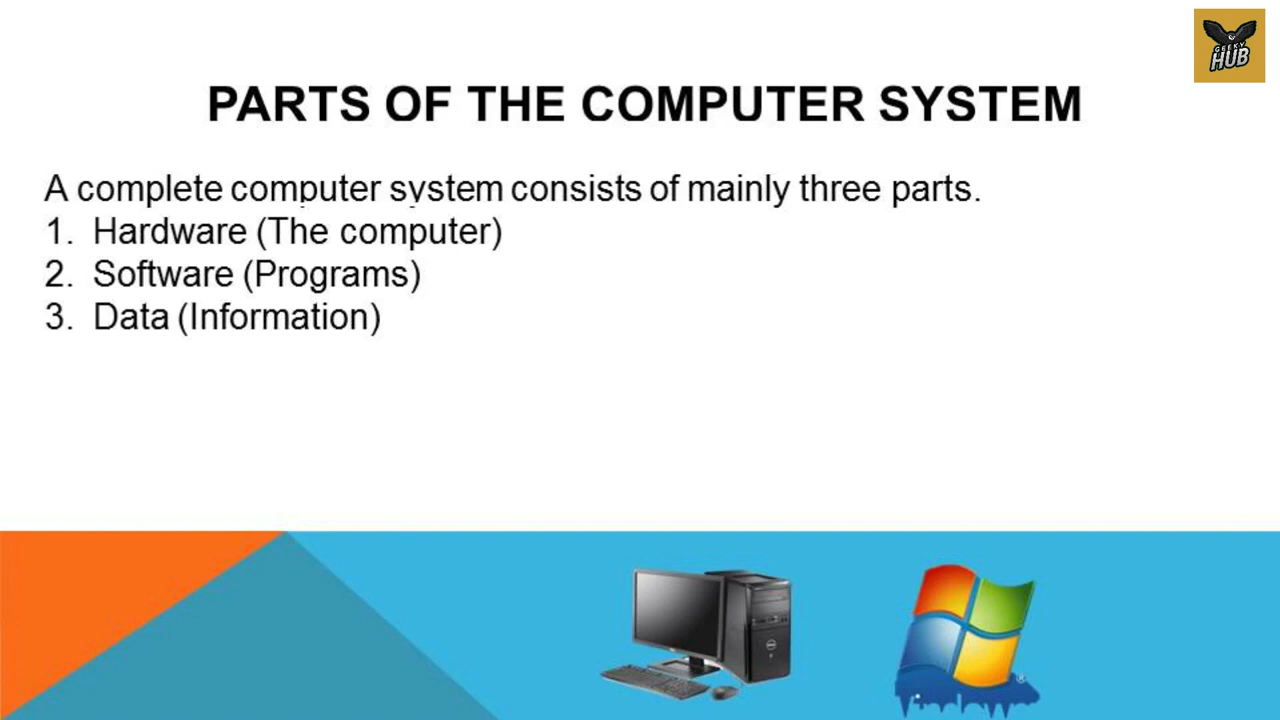 GEEKY
HUB
PARTS OF THE COMPUTER SYSTEM
A complete computer system consists of mainly three parts.
1. Hardware (The computer)
2. Software (Programs)
3. Data (Information)
®